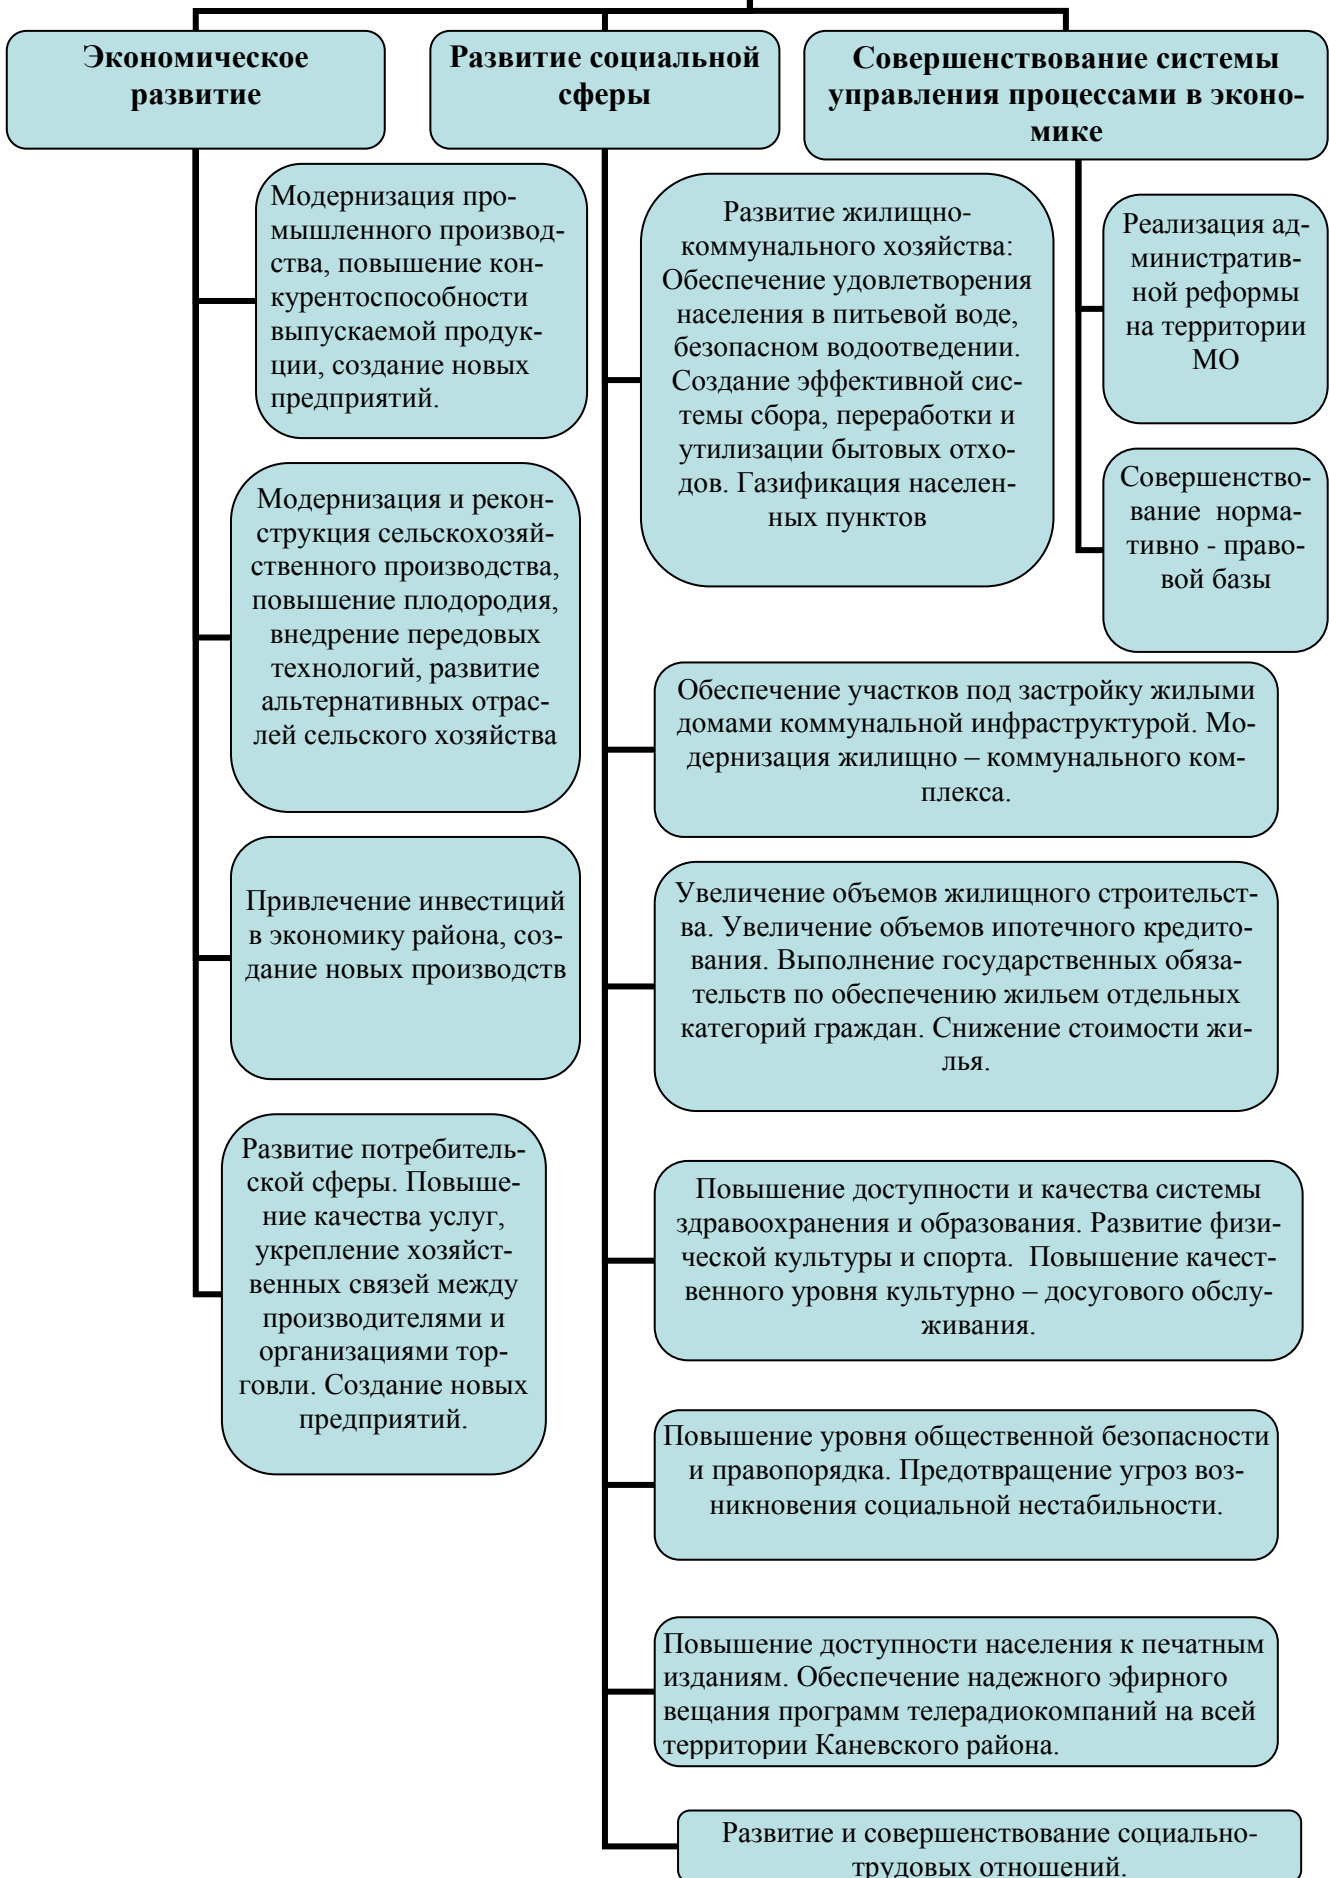 Экономическое
развитие
Развитие социальной
сферы
Совершенствование системы
управления процессами в эконо-
мике
Модернизация про-
мышленного производ-
ства, повышение кон-
курентоспособности
выпускаемой продук-
ции, создание новых
предприятий.
Модернизация и рекон-
струкция сельскохозяй-
ственного производства,
повышение плодородия,
внедрение передовых
технологий, развитие
альтернативных отрас-
лей сельского хозяйства
Привлечение инвестиций
в экономику района, соз-
дание новых производств
Развитие потребитель-
ской сферы. Повыше-
ние качества услуг,
укрепление хозяйст-
венных связей между
производителями и
организациями тор-
говли. Создание новых
предприятий.
Развитие жилищно-
коммунального хозяйства:
Обеспечение удовлетворения
населения в питьевой воде,
безопасном водоотведении.
Создание эффективной сис-
темы сбора, переработки и
утилизации бытовых отхо-
дов. Газификация населен-
ных пунктов
Обеспечение участков под застройку жилыми
домами коммунальной инфраструктурой. Мо-
дернизация жилищно – коммунального ком-
плекса.
Увеличение объемов жилищного строительст-
ва. Увеличение объемов ипотечного кредито-
вания. Выполнение государственных обяза-
тельств по обеспечению жильем отдельных
категорий граждан. Снижение стоимости жи-
лья.
Повышение доступности и качества системы
здравоохранения и образования. Развитие физи-
ческой культуры и спорта.  Повышение качест-
венного уровня культурно – досугового обслу-
живания.
Повышение уровня общественной безопасности
и правопорядка. Предотвращение угроз воз-
никновения социальной нестабильности.
Повышение доступности населения к печатным
изданиям. Обеспечение надежного эфирного
вещания программ телерадиокомпаний на всей
территории Каневского района.
Развитие и совершенствование социально-
трудовых отношений.
Реализация ад-
министратив-
ной реформы
на территории
МО
Совершенство-
вание  норма-
тивно - право-
вой базы